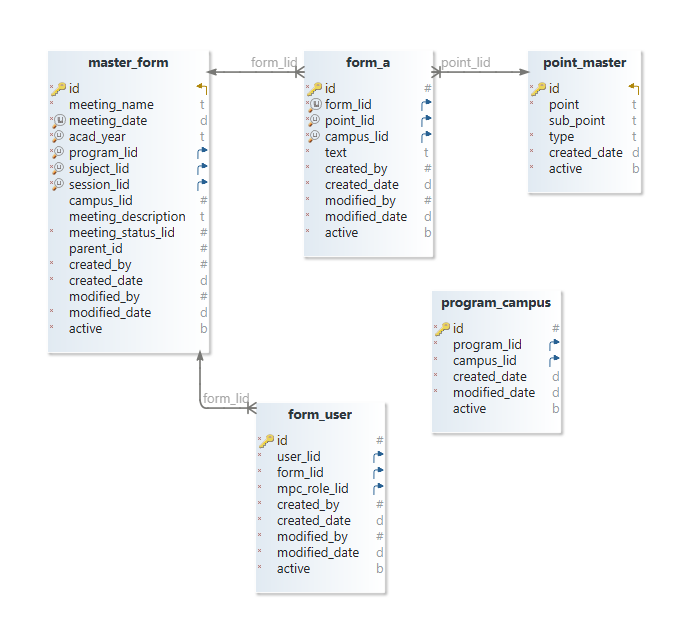 master_form
id
meeting_name t
meeting_date d
acad_year t
program_lid
subject_lid
session_lid
campus_lid #
meeting_description t
meeting_status_lid #
parent_id #
created_by #
created_date d
modified_by #
modified_date d
active b
form_lid
form_a
id #
form_lid
point_lid
campus_lid
text t
created_by #
created_date d
modified_by #
modified_date d
active b
point_lid
point_master
id
point t
sub_point t
type t
created_date d
active b
program_campus
id #
program_lid
campus_lid
created_date d
modified_date d
active b
form_lid
form_user
id #
user_lid
form_lid
mpc_role_lid
created_by #
created_date d
modified_by #
modified_date d
active b